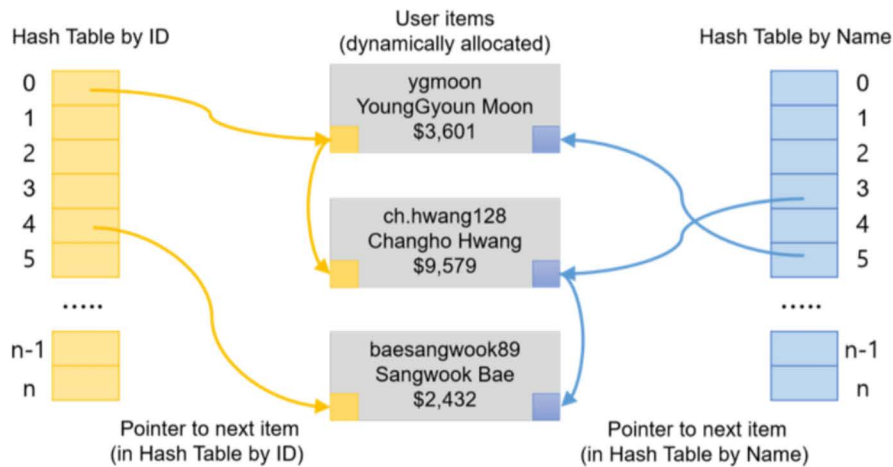 Hash Table by ID
0
1
2
3
4
5
.....
n-1
n
User items
(dynamically allocated)
ygmoon
YoungGyoun Moon
$3,601
ch.hwang128
Changho Hwang
$9,579
baesangwook89
Sangwook Bae
$2,432
Hash Table by Name
0
1
2
3
4
5
.....
n-1
n
Pointer to next item
(in Hash Table by ID)
Pointer to next item
(in Hash Table by Name)